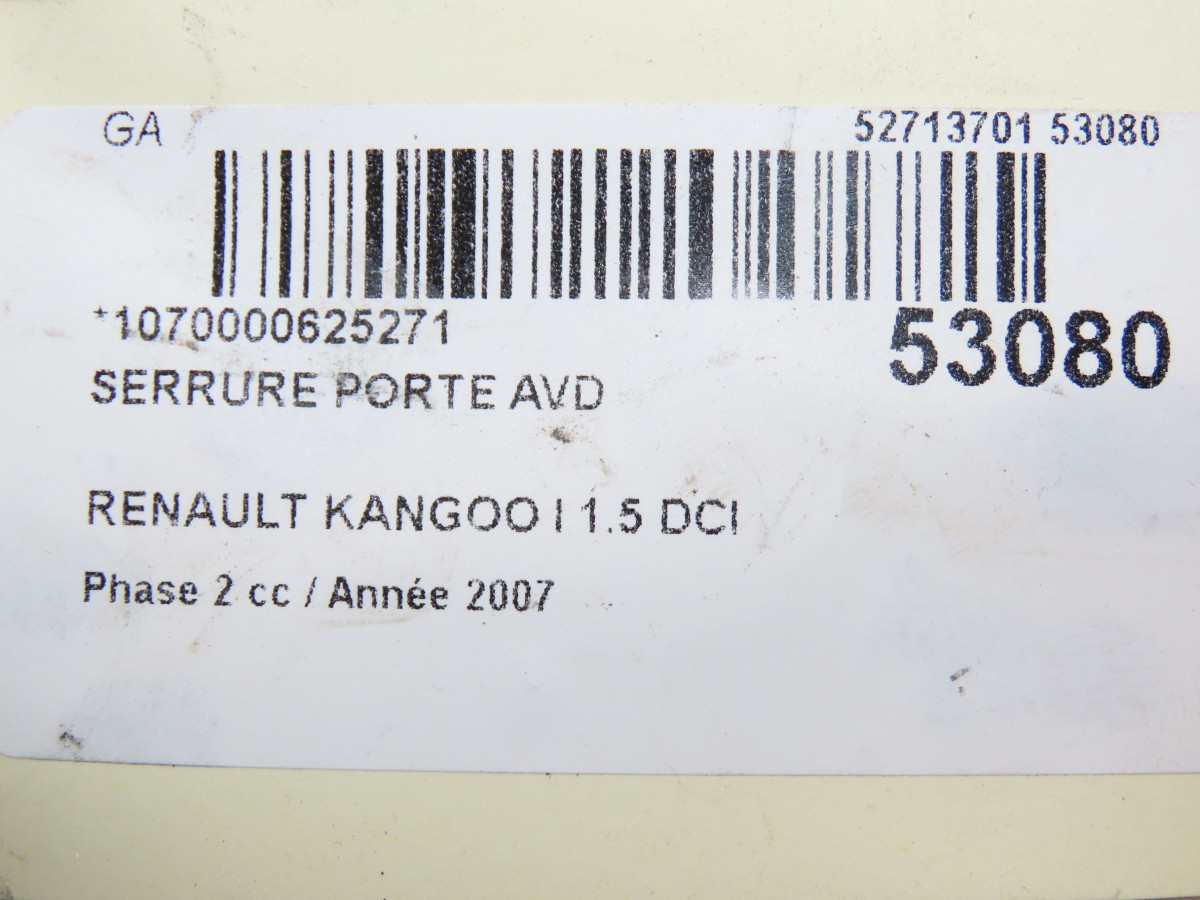 GA 52713701 53080
*1070000625271 53080
SERRURE PORTE AVD
RENAULT KANGOO I 1.5 DCI
Phase 2 cc / Année 2007